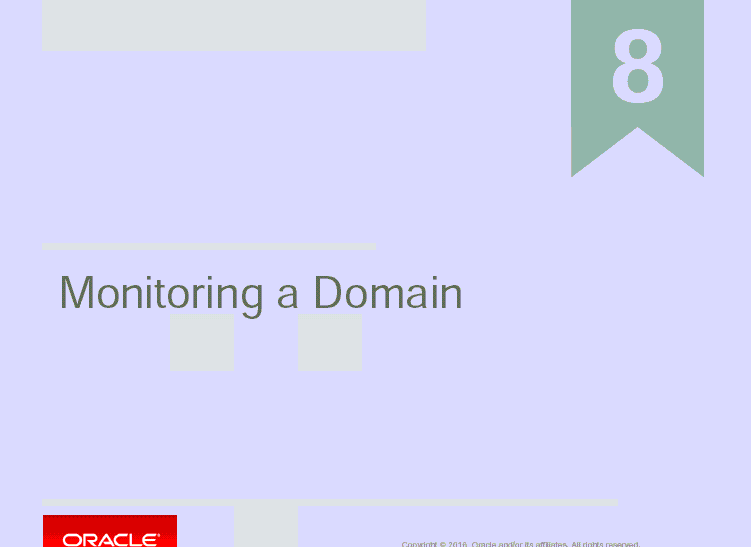 8
Monitoring a Domain
ORACLE®
Copyright © 2016, Oracle and/or its affiliates. All rights reserved.